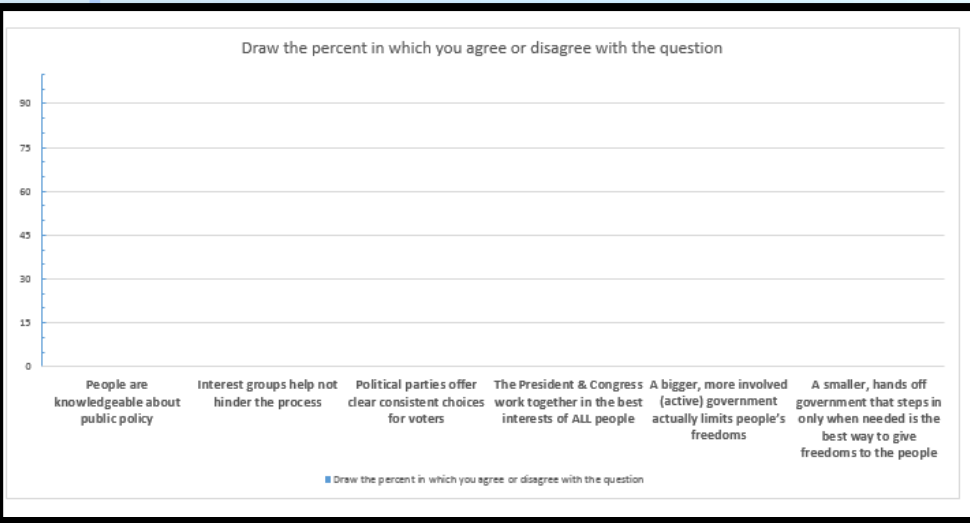 Draw the percent in which you agree or disagree with the question
90
75
60
45
30
15
0
People are
knowledgeable about
public policy
Interest groups help not
hinder the process
Political parties offer
clear consistent choices
for voters
The President & Congress
work together in the best
interests of ALL people
A bigger, more involved
(active) government
actually limits people's
freedoms
A smaller, hands off
government that steps in
only when needed is the
best way to give
freedoms to the people
Draw the percent in which you agree or disagree with the question